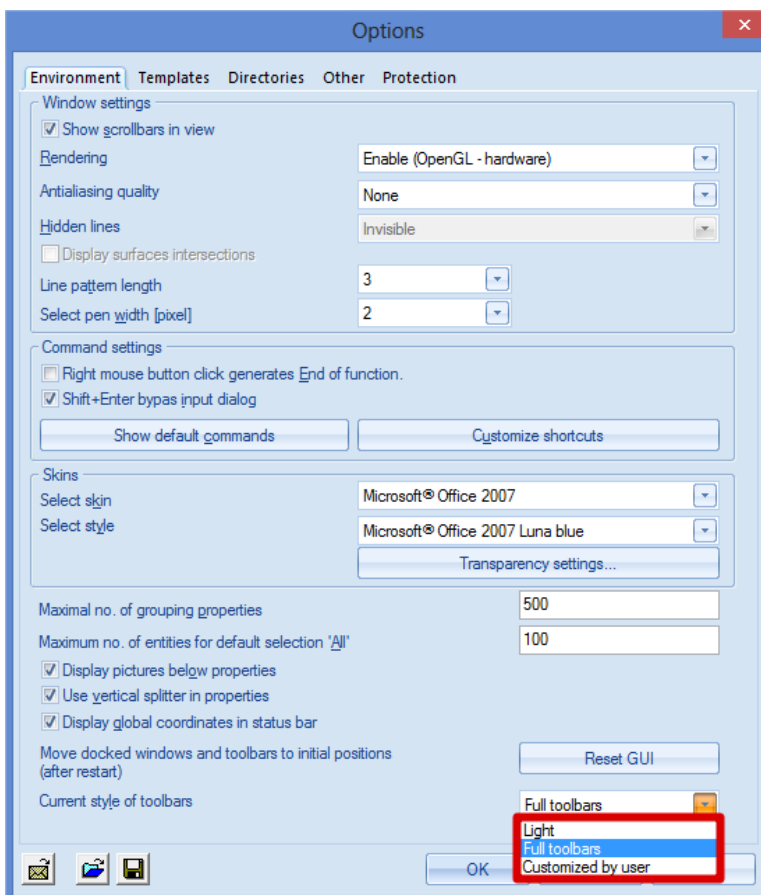 Options
Environment Templates Directories Other Protection
Window settings
Show scrollbars in view
Rendering Enable (OpenGL - hardware)
Antialiasing quality None
Hidden lines Invisible
Display surfaces intersections
Line pattern length 3
Select pen width [pixel] 2
Command settings
Right mouse button click generates End of function.
Shift+Enter bypas input dialog
Show default commands Customize shortcuts
Skins
Select skin Microsoft® Office 2007
Select style Microsoft® Office 2007 Luna blue
Transparency settings...
Maximal no. of grouping properties 500
Maximum no. of entities for default selection 'All' 100
Display pictures below properties
Use vertical splitter in properties
Display global coordinates in status bar
Move docked windows and toolbars to initial positions
(after restart) Reset GUI
Current style of toolbars Full toolbars
Light
Full toolbars
Customized by user
OK